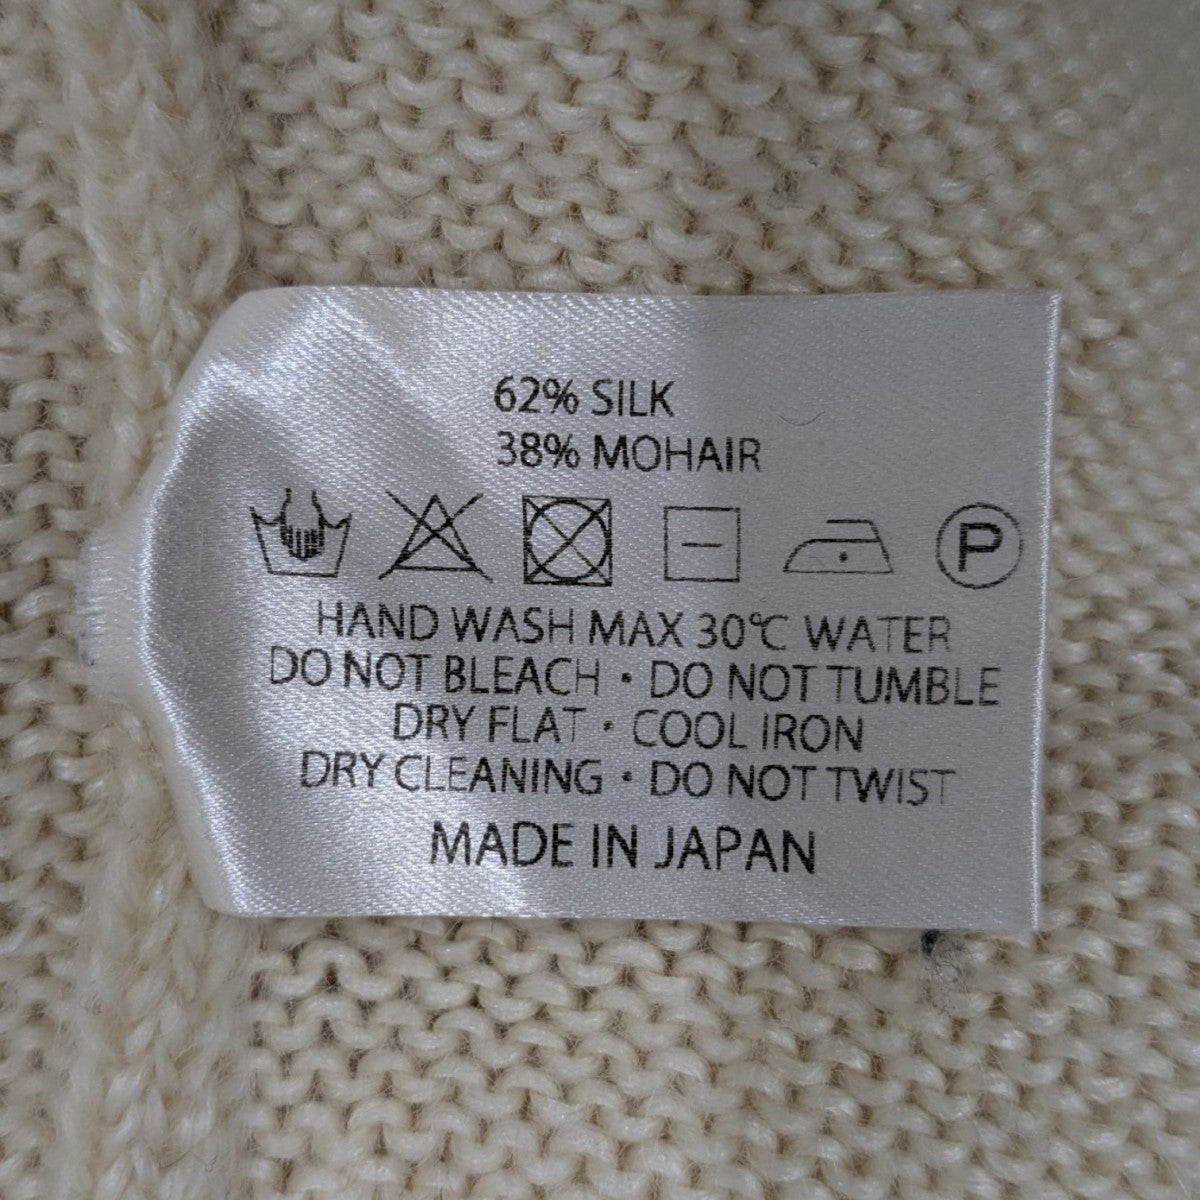 62% SILK
38% MOHAIR
P
HAND WASH MAX 30℃ WATER
DO NOT BLEACH・DO NOT TUMBLE
DRY FLAT・COOL IRON
DRY CLEANING・DO NOT TWIST
MADE IN JAPAN